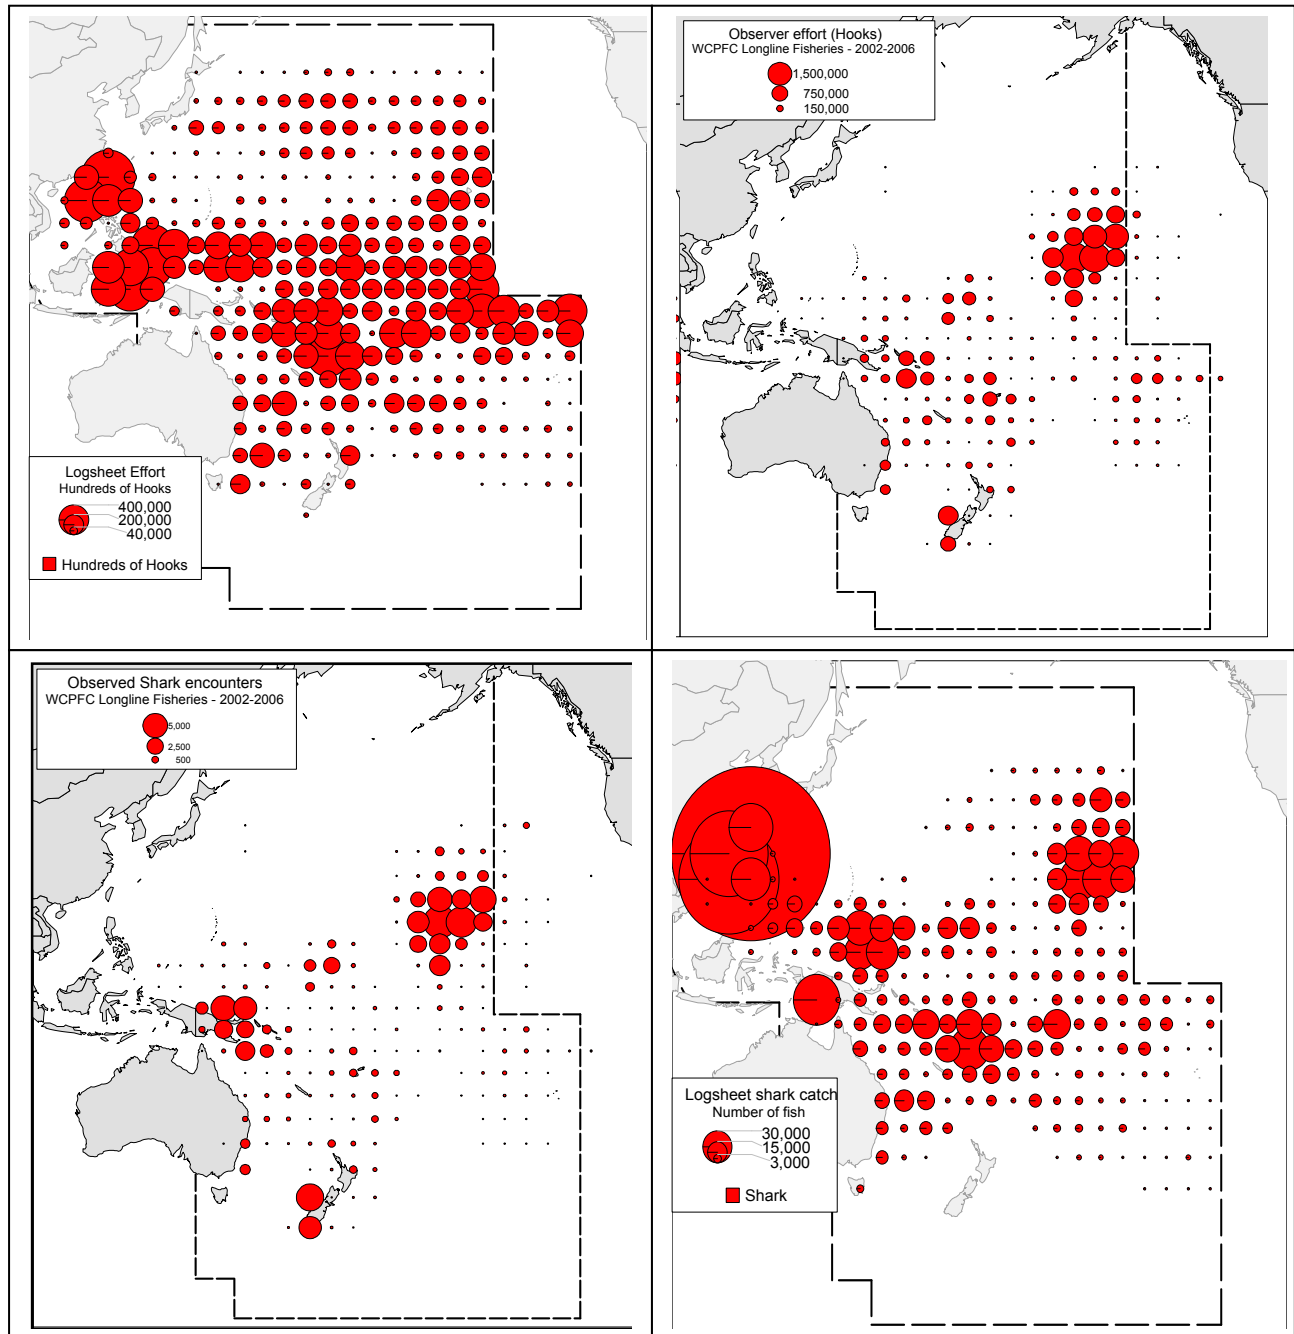 Logsheet Effort
Hundreds of Hooks
400,000
200,000
40,000
Hundreds of Hooks
Observer effort (Hooks)
WCPFC Longline Fisheries - 2002-2006
1,500,000
750,000
150,000
Observed Shark encounters
WCPFC Longline Fisheries - 2002-2006
5,000
2,500
500
Logsheet shark catch
Number of fish
30,000
15,000
3,000
Shark